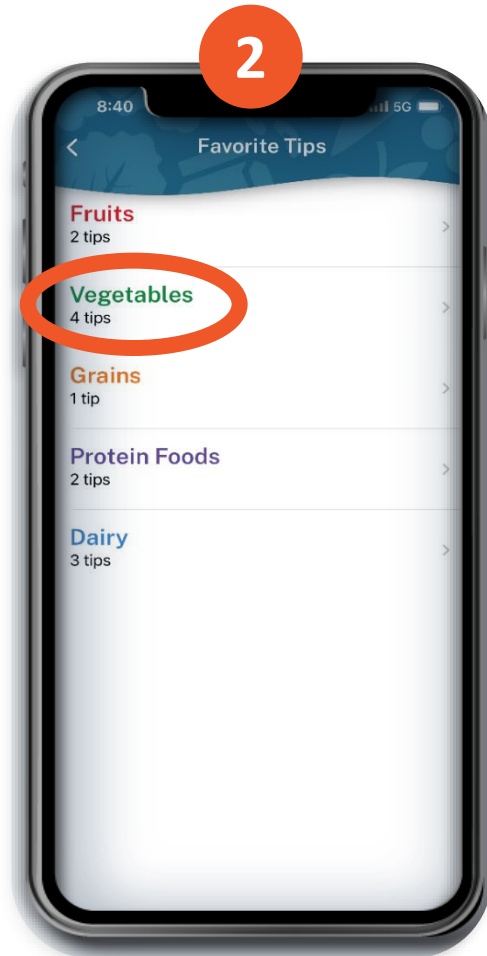 2
8:40
5G
Favorite Tips
Fruits
2 tips
Vegetables
4 tips
Grains
1 tip
Protein Foods
2 tips
Dairy
3 tips